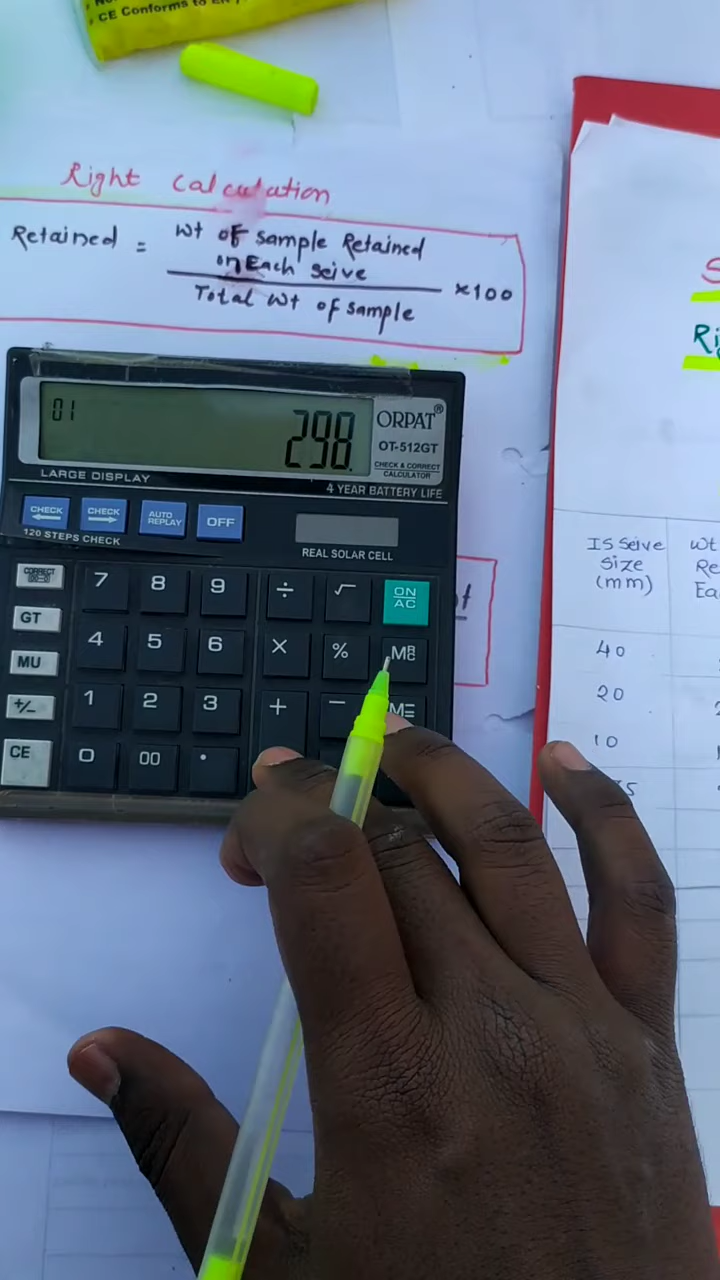 CE Conforms to
Right Calculation
Retained = Wt of Sample Retained
on Each Seive
Total Wt of Sample
×100
01
298.
ORPAT®
OT-512GT
CHECK & CORRECT
CALCULATOR
LARGE DISPLAY
4 YEAR BATTERY LIFE
CHECK
CHECK
AUTO
REPLAY
OFF
120 STEPS CHECK
REAL SOLAR CELL
CORRECT
7 8 9 ÷ √ ON
AC
GT
4 5 6 × %
MU
1 2 3 + −
+/−
CE
0 00 .
IS Seive
Size
(mm)
Wt
40
20
10